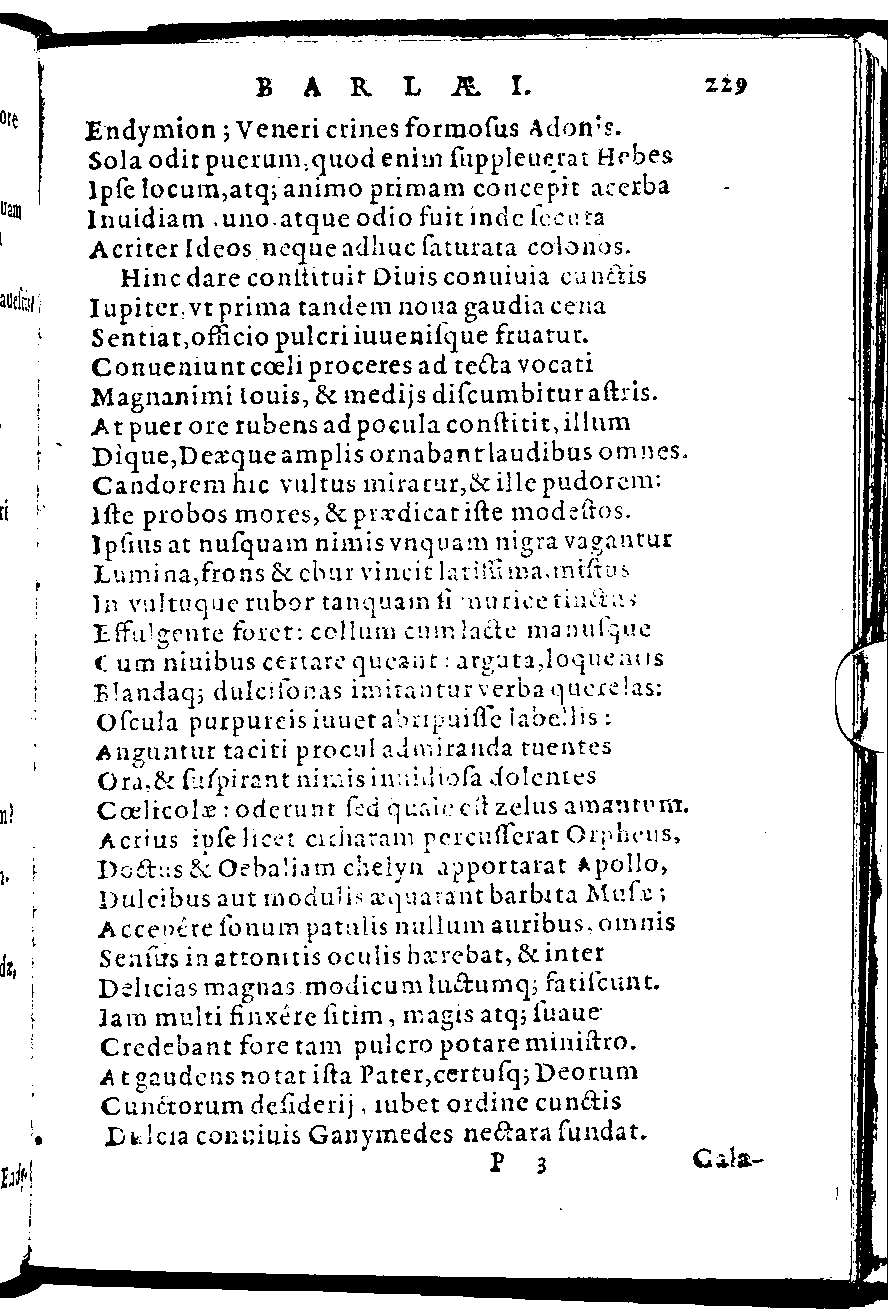 BARLÆI. 229
Endymion; Veneri crines formoſus Adonis.
Sola odit puerum, quod enim ſuppleuerat Hebes
Ipſe locum, atq; animo primam concepit acerba
Inuidiam, uno atque odio fuit inde ſecuta
Acriter Ideos neque adhuc ſaturata colonos.
Hinc dare conſtituit Diuis conuiuia cunctis
Iupiter, vt prima tandem noua gaudia cena
Sentiat, officio pulcri iuueniſque fruatur.
Conueniunt cœli proceres ad tecta vocati
Magnanimi Iouis, & medijs diſcumbitur aſtris.
At puer ore rubens ad pocula conſtitit, illum
Dìque, Deæque amplis ornabant laudibus omnes.
Candorem hic vultus miratur, & ille pudorem:
Iſte probos mores, & prædicat iſte modeſtos.
Ipſius at nuſquam nimis vnquam nigra vagantur
Lumina, frons & ebur vincit latiſſima, miſtus
In vultuque rubor tanquam ſi murice tinctus
Effulgente foret: collum cum lacte manuſque
Cum niuibus certare queant: arguta, loquentis
Blandaq; dulciſonas imitantur verba querelas:
Oſcula purpureis iuuet abripuiſſe labellis:
Anguntur taciti procul admiranda tuentes
Ora, & ſuſpirant nimis inuidioſa dolentes
Cœlicolæ: oderunt ſed quale eſt zelus amantum.
Acrius ipſe licet citharam percuſſerat Orpheus,
Doctus & Oebaliam chelyn apportarat Apollo,
Dulcibus aut modulis æquarant barbita Muſæ;
Accepére ſonum patulis nullum auribus, omnis
Senſus in attonitis oculis hærebat, & inter
Delicias magnas modicum luctumq; fatiſcunt.
Iam multi finxére ſitim, magis atq; ſuaue
Credebant fore tam pulcro potare miniſtro.
At gaudens notat iſta Pater, certuſq; Deorum
Cunctorum deſiderij, iubet ordine cunctis
Dulcia conuiuis Ganymedes nectara fundat.
P 3 Galæ-